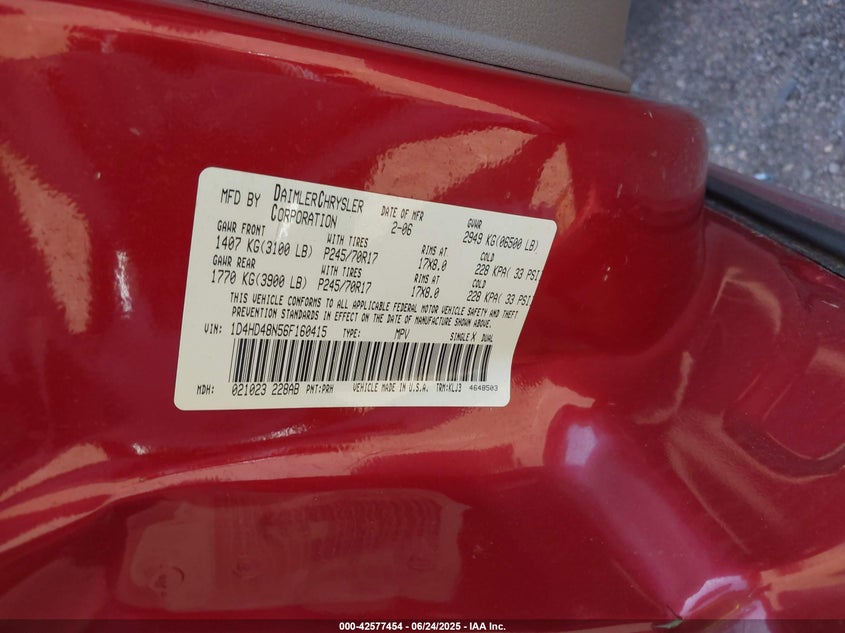 MFD BY DAIMLERCHRYSLER CORPORATION
DATE OF MFR 2-06
GVWR 2949 KG(06500 LB)
GAWR FRONT 1407 KG(3100 LB) WITH TIRES P245/70R17 RIMS AT 17X8.0 COLD 228 KPA( 33 PSI
GAWR REAR 1770 KG(3900 LB) WITH TIRES P245/70R17 RIMS AT 17X8.0 COLD 228 KPA( 33 PSI
THIS VEHICLE CONFORMS TO ALL APPLICABLE FEDERAL MOTOR VEHICLE SAFETY AND THEFT
PREVENTION STANDARDS IN EFFECT ON THE DATE OF MANUFACTURE SHOWN ABOVE.
VIN: 1D4HD48N56F160415 TYPE: MPV SINGLE X DUAL
MDH: 021023 228AB PNT:PRH VEHICLE MADE IN U.S.A. TRM:KLJ3 4648503
000-42577454 - 06/24/2025 - IAA Inc.